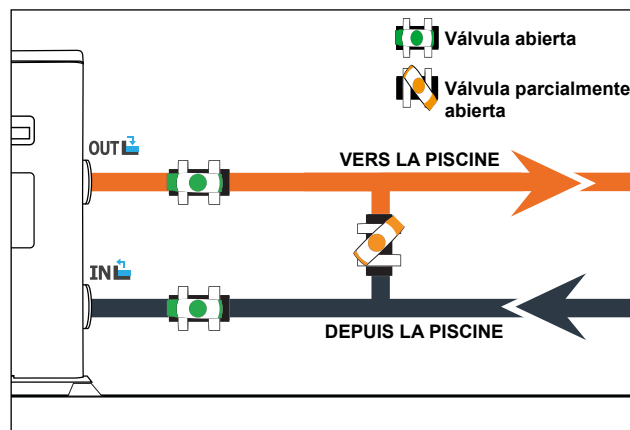 Válvula abierta
Válvula parcialmente
abierta
OUT
VERS LA PISCINE
IN
DEPUIS LA PISCINE